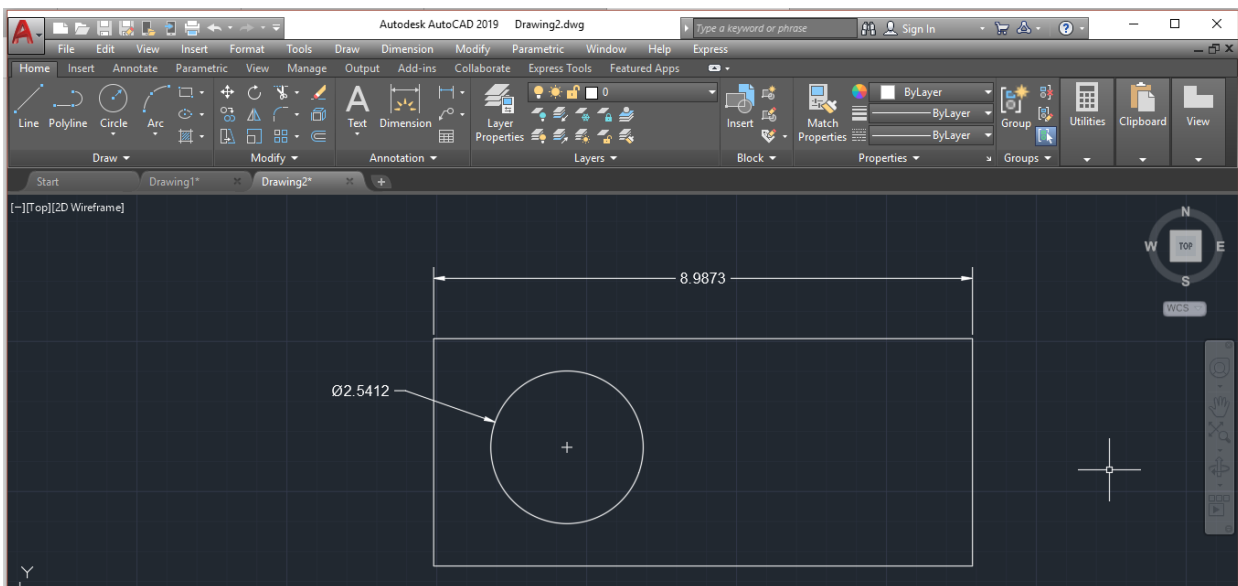 A Autodesk AutoCAD 2019 Drawing2.dwg Type a keyword or phrase Sign In ?
File Edit View Insert Format Tools Draw Dimension Modify Parametric Window Help Express
Home Insert Annotate Parametric View Manage Output Add-ins Collaborate Express Tools Featured Apps
0 ByLayer
A ByLayer
Line Polyline Circle Arc Text Dimension Layer Properties Insert Match Properties ByLayer Group Utilities Clipboard View
Draw Modify Annotation Layers Block Properties Groups
Start Drawing1* Drawing2* +
[−][Top][2D Wireframe]
N
W TOP E
S
8.9873
WCS
Ø2.5412
Y